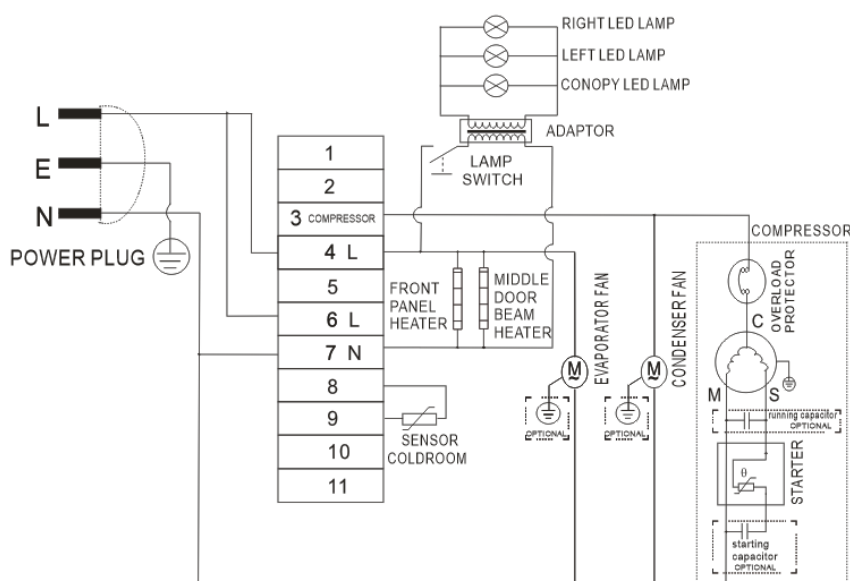 RIGHT LED LAMP
LEFT LED LAMP
CONOPY LED LAMP
ADAPTOR
LAMP
SWITCH
L
E
N
POWER PLUG
1
2
3 COMPRESSOR
4 L
5
6 L
7 N
8
9
10
11
FRONT
PANEL
HEATER
MIDDLE
DOOR
BEAM
HEATER
SENSOR
COLDROOM
EVAPORATOR FAN
M
OPTIONAL
CONDENSER FAN
M
OPTIONAL
COMPRESSOR
OVERLOAD
PROTECTOR
C
M
S
running capacitor
OPTIONAL
STARTER
θ
starting
capacitor
OPTIONAL